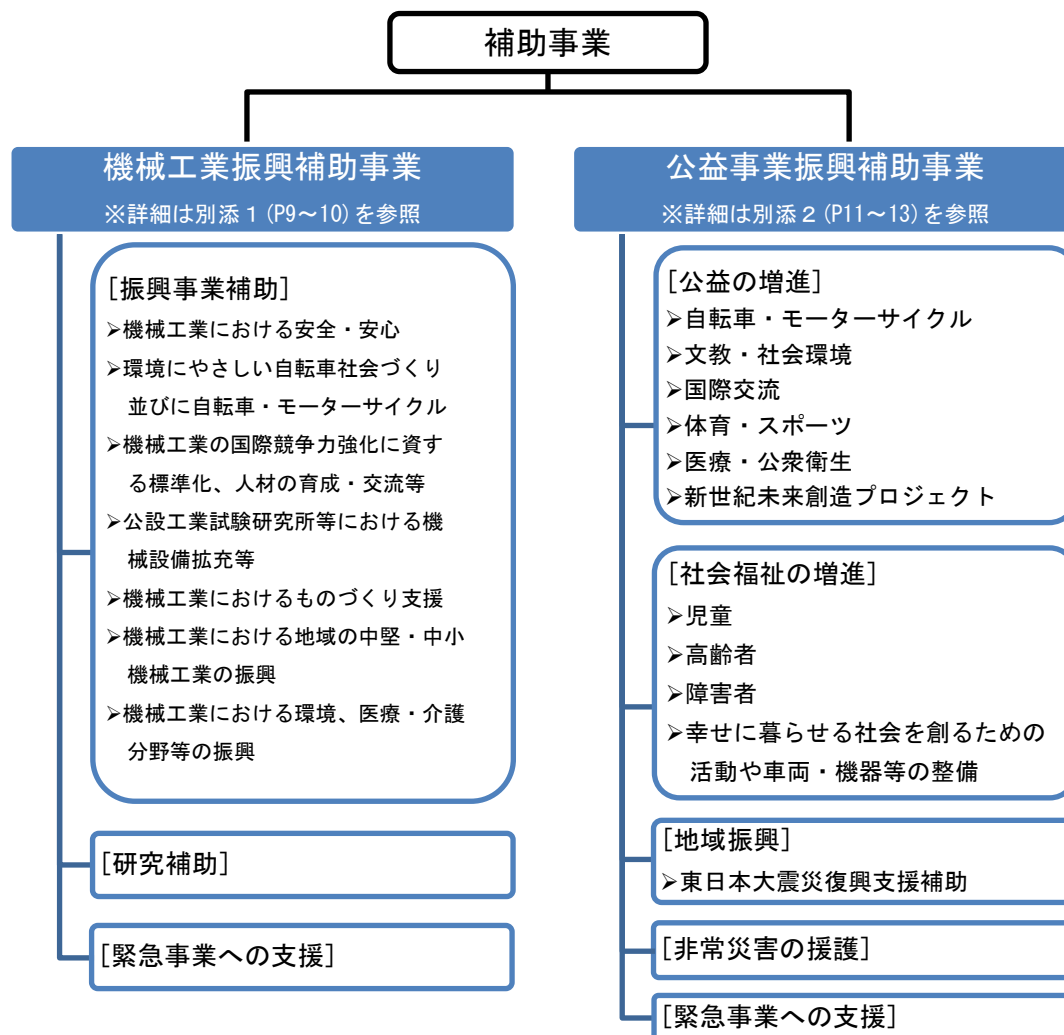 補助事業
機械工業振興補助事業
※詳細は別添１(P9～10)を参照
[振興事業補助]
➢機械工業における安全・安心
➢環境にやさしい自転車社会づくり
並びに自転車・モーターサイクル
➢機械工業の国際競争力強化に資す
る標準化、人材の育成・交流等
➢公設工業試験研究所等における機
械設備拡充等
➢機械工業におけるものづくり支援
➢機械工業における地域の中堅・中小
機械工業の振興
➢機械工業における環境、医療・介護
分野等の振興
[研究補助]
[緊急事業への支援]
公益事業振興補助事業
※詳細は別添２(P11～13)を参照
[公益の増進]
➢自転車・モーターサイクル
➢文教・社会環境
➢国際交流
➢体育・スポーツ
➢医療・公衆衛生
➢新世紀未来創造プロジェクト
[社会福祉の増進]
➢児童
➢高齢者
➢障害者
➢幸せに暮らせる社会を創るための
活動や車両・機器等の整備
[地域振興]
➢東日本大震災復興支援補助
[非常災害の援護]
[緊急事業への支援]